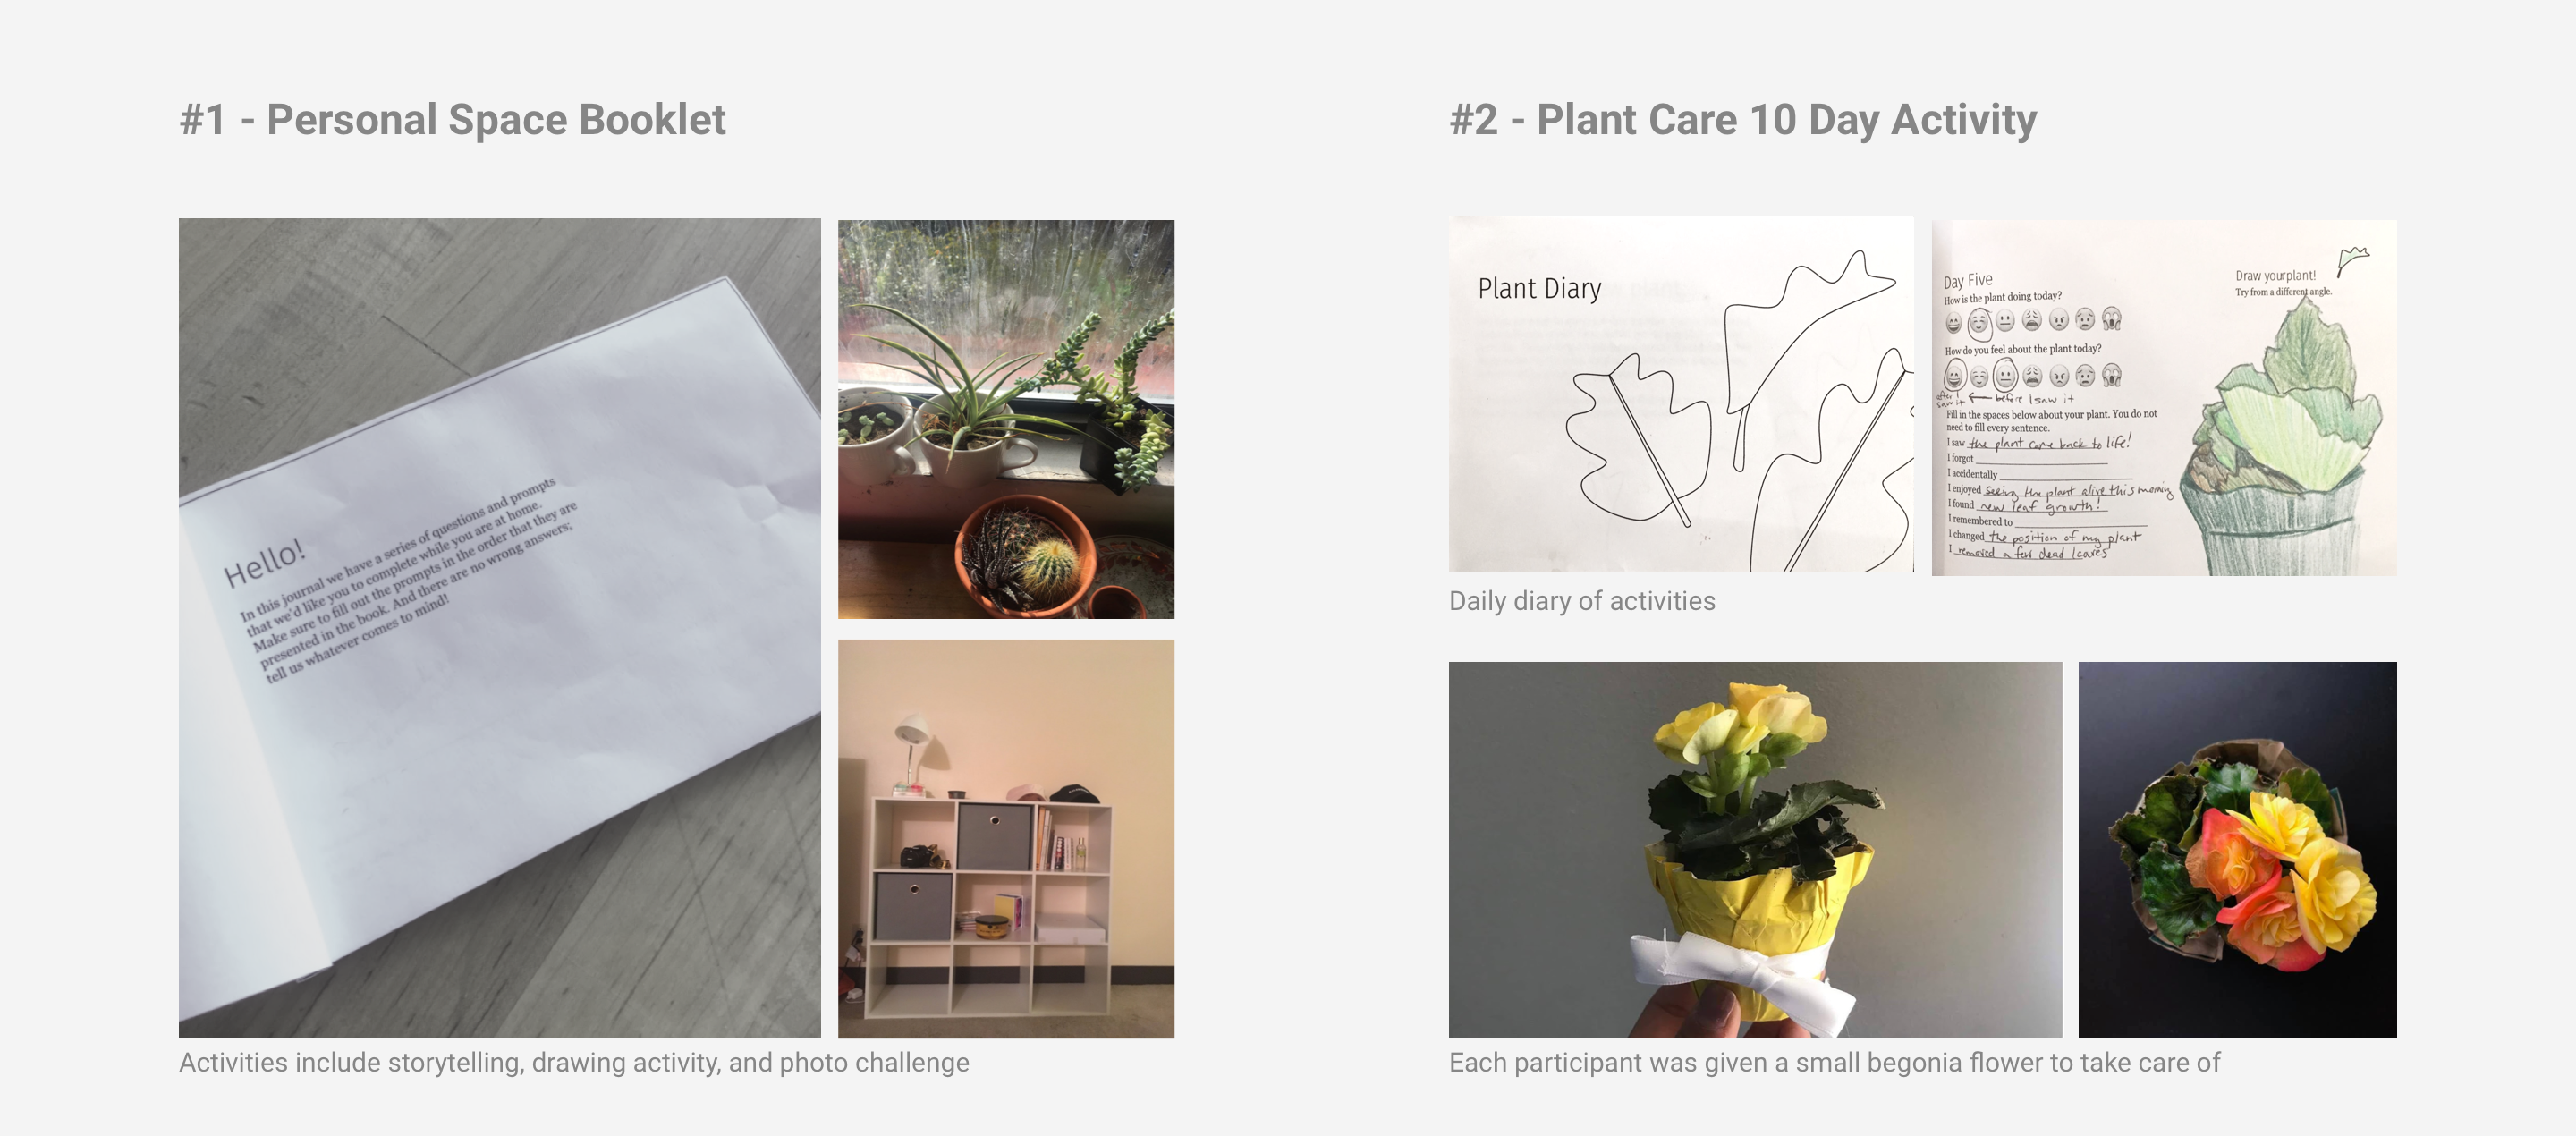 #1 - Personal Space Booklet
Hello!
In this journal we have a series of questions and prompts
that we'd like you to complete while you are at home.
Make sure to fill out the prompts in the order that they are
presented in the book. And there are no wrong answers;
tell us whatever comes to mind!
Activities include storytelling, drawing activity, and photo challenge
#2 - Plant Care 10 Day Activity
Plant Diary
Day Five
How is the plant doing today?
How do you feel about the plant today?
after I
saw it ← before I saw it
Fill in the spaces below about your plant. You do not
need to fill every sentence.
I saw the plant come back to life!
I forgot
I accidentally
I enjoyed seeing the plant alive this morning
I found new leaf growth!
I remembered to
I changed the position of my plant
I removed a few dead leaves
Draw yourplant!
Try from a different angle.
Daily diary of activities
Each participant was given a small begonia flower to take care of